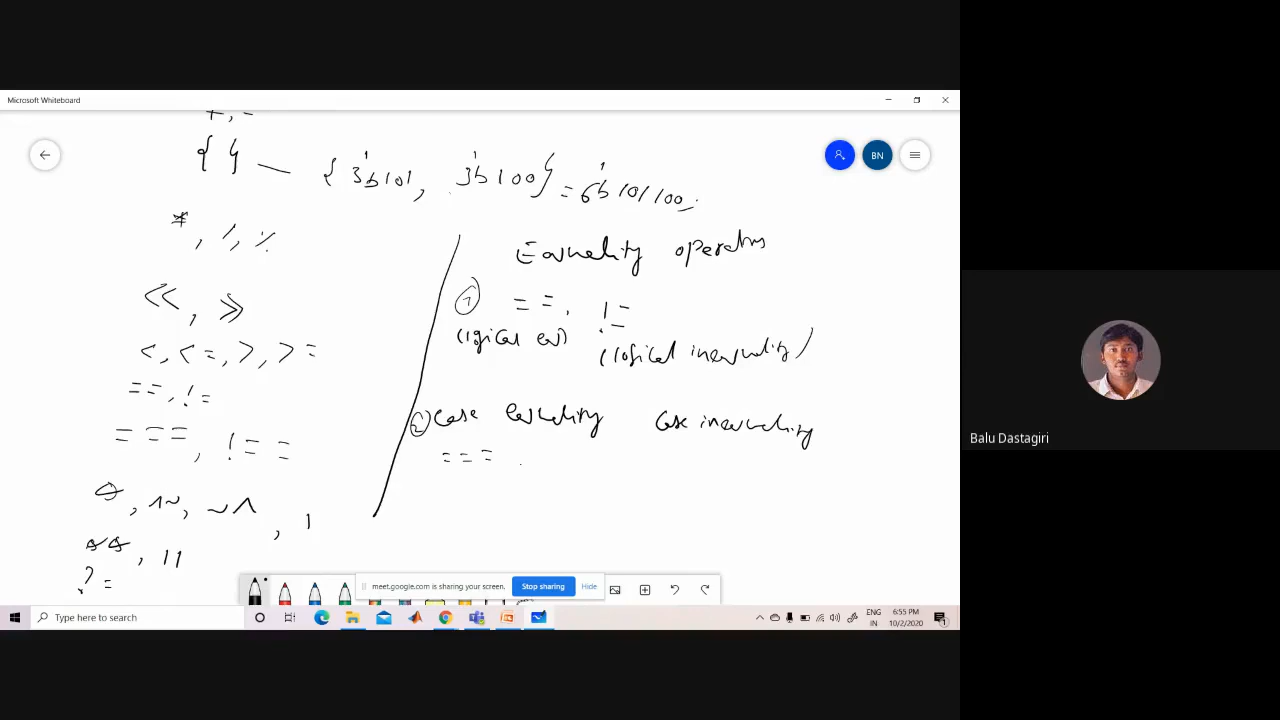 Microsoft Whiteboard
+, -
{ } — { 3'b101, 3'b100} = 6'b101100
*, /, %
<<, >>
<, <=, >, >=
==, !=
===, !==
&, ^~, ~^, |
&&, ||
? =
Equality operators
① ==, !=
(logical eq) (logical inequality)
② case equality case inequality
===
BN
meet.google.com is sharing your screen. Stop sharing Hide
Type here to search
ENG
IN
6:55 PM
10/2/2020
1
Balu Dastagiri